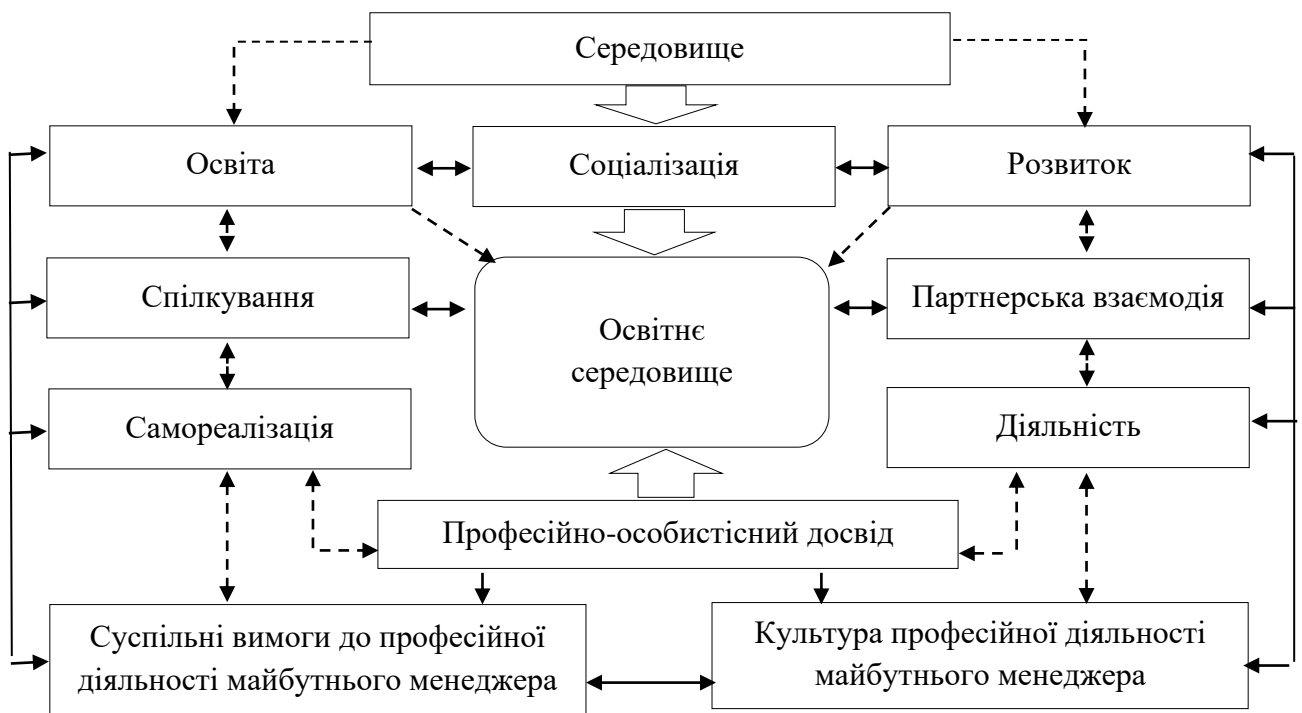 Середовище
Освіта
Соціалізація
Розвиток
Спілкування
Освітнє
середовище
Партнерська взаємодія
Самореалізація
Діяльність
Професійно-особистісний досвід
Суспільні вимоги до професійної
діяльності майбутнього менеджера
Культура професійної діяльності
майбутнього менеджера